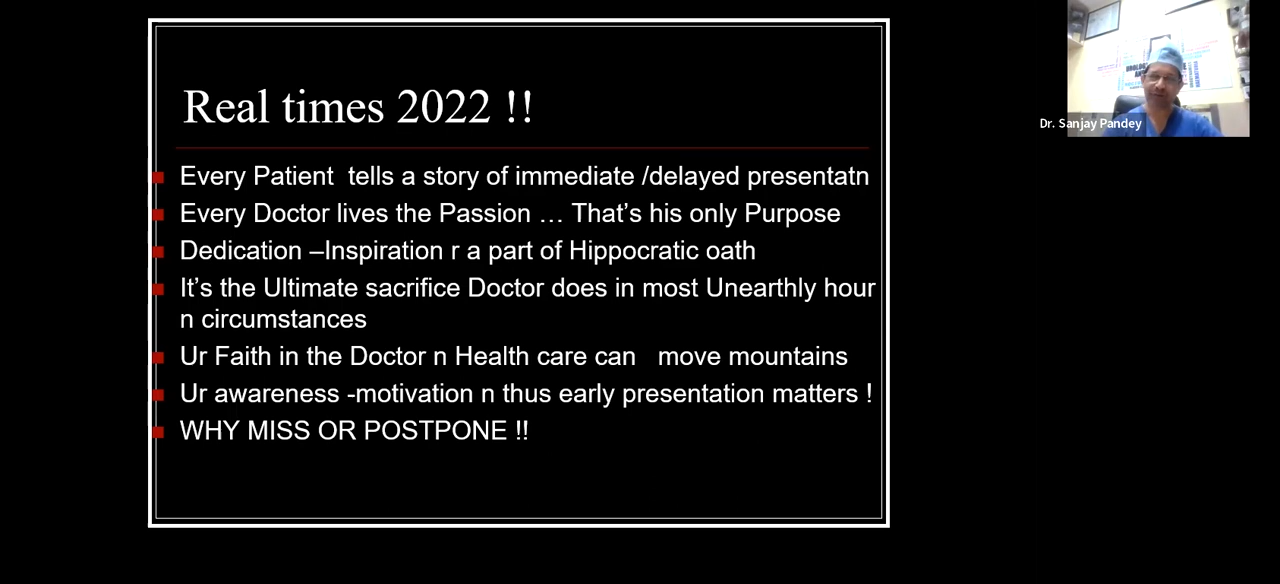 Real times 2022 !!
Every Patient tells a story of immediate /delayed presentatn
Every Doctor lives the Passion … That's his only Purpose
Dedication –Inspiration r a part of Hippocratic oath
It's the Ultimate sacrifice Doctor does in most Unearthly hour
n circumstances
Ur Faith in the Doctor n Health care can move mountains
Ur awareness -motivation n thus early presentation matters !
WHY MISS OR POSTPONE !!
Dr. Sanjay Pandey